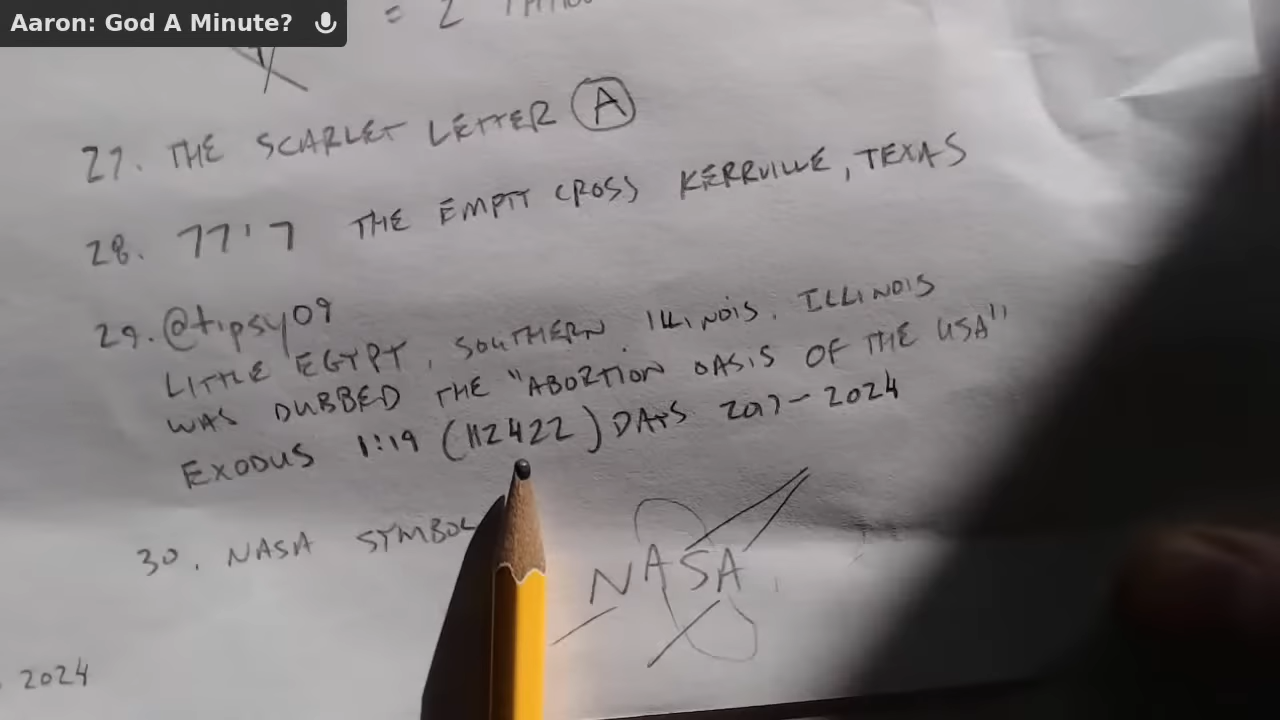 Aaron: God A Minute?
= 2
27. THE SCARLET LETTER A
28. 77'7 THE EMPTY CROSS KERRVILLE, TEXAS
29. @tipsy09
LITTLE EGYPT, SOUTHERN ILLINOIS. ILLINOIS
WAS DUBBED THE "ABORTION OASIS OF THE USA"
EXODUS 1:19 (112422) DAYS 2017-2024
30. NASA SYMBOL
NASA
2024